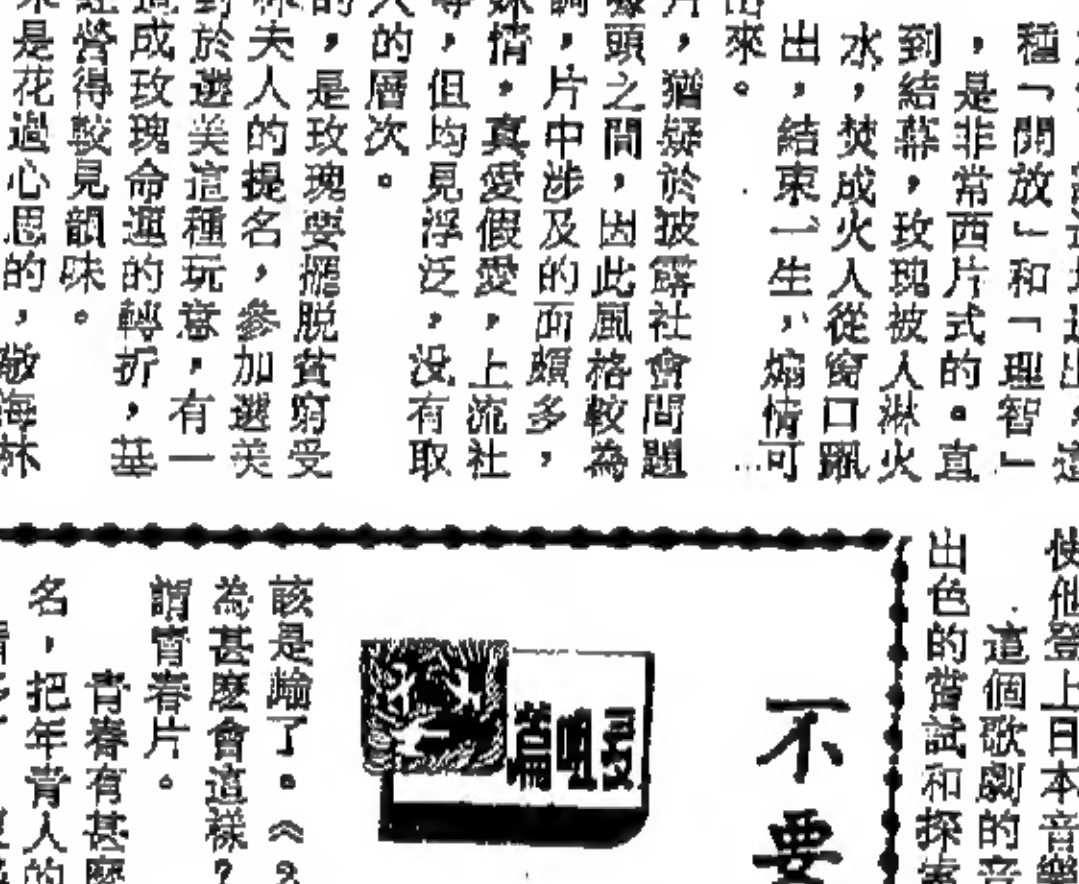 種「開放」和「理智」
，是非常西片式的。直
到結幕，玫瑰被人淋火
水，焚成火人從窗口躍
出，結束一生，煽情可
來。
片，猶疑於披露社會問題
頭之間，因此風格較為
，片中涉及的面頗多，
情，真愛假愛，上流社
，但均見浮泛，没有取
人的層次。
的，是玫瑰要擺脱貧窮受
夫人的提名，參加選美
於選美這種玩意，有一
成玫瑰命運的轉折，基
營得較見韻味。
是花過心思的，敵海林
使他登上日本音樂
這個歌劇的音
出色的嘗試和探索
不要
該是輸了。《
為甚麼會這樣？
謂青春片。
青春有甚麼
名，把年青人的